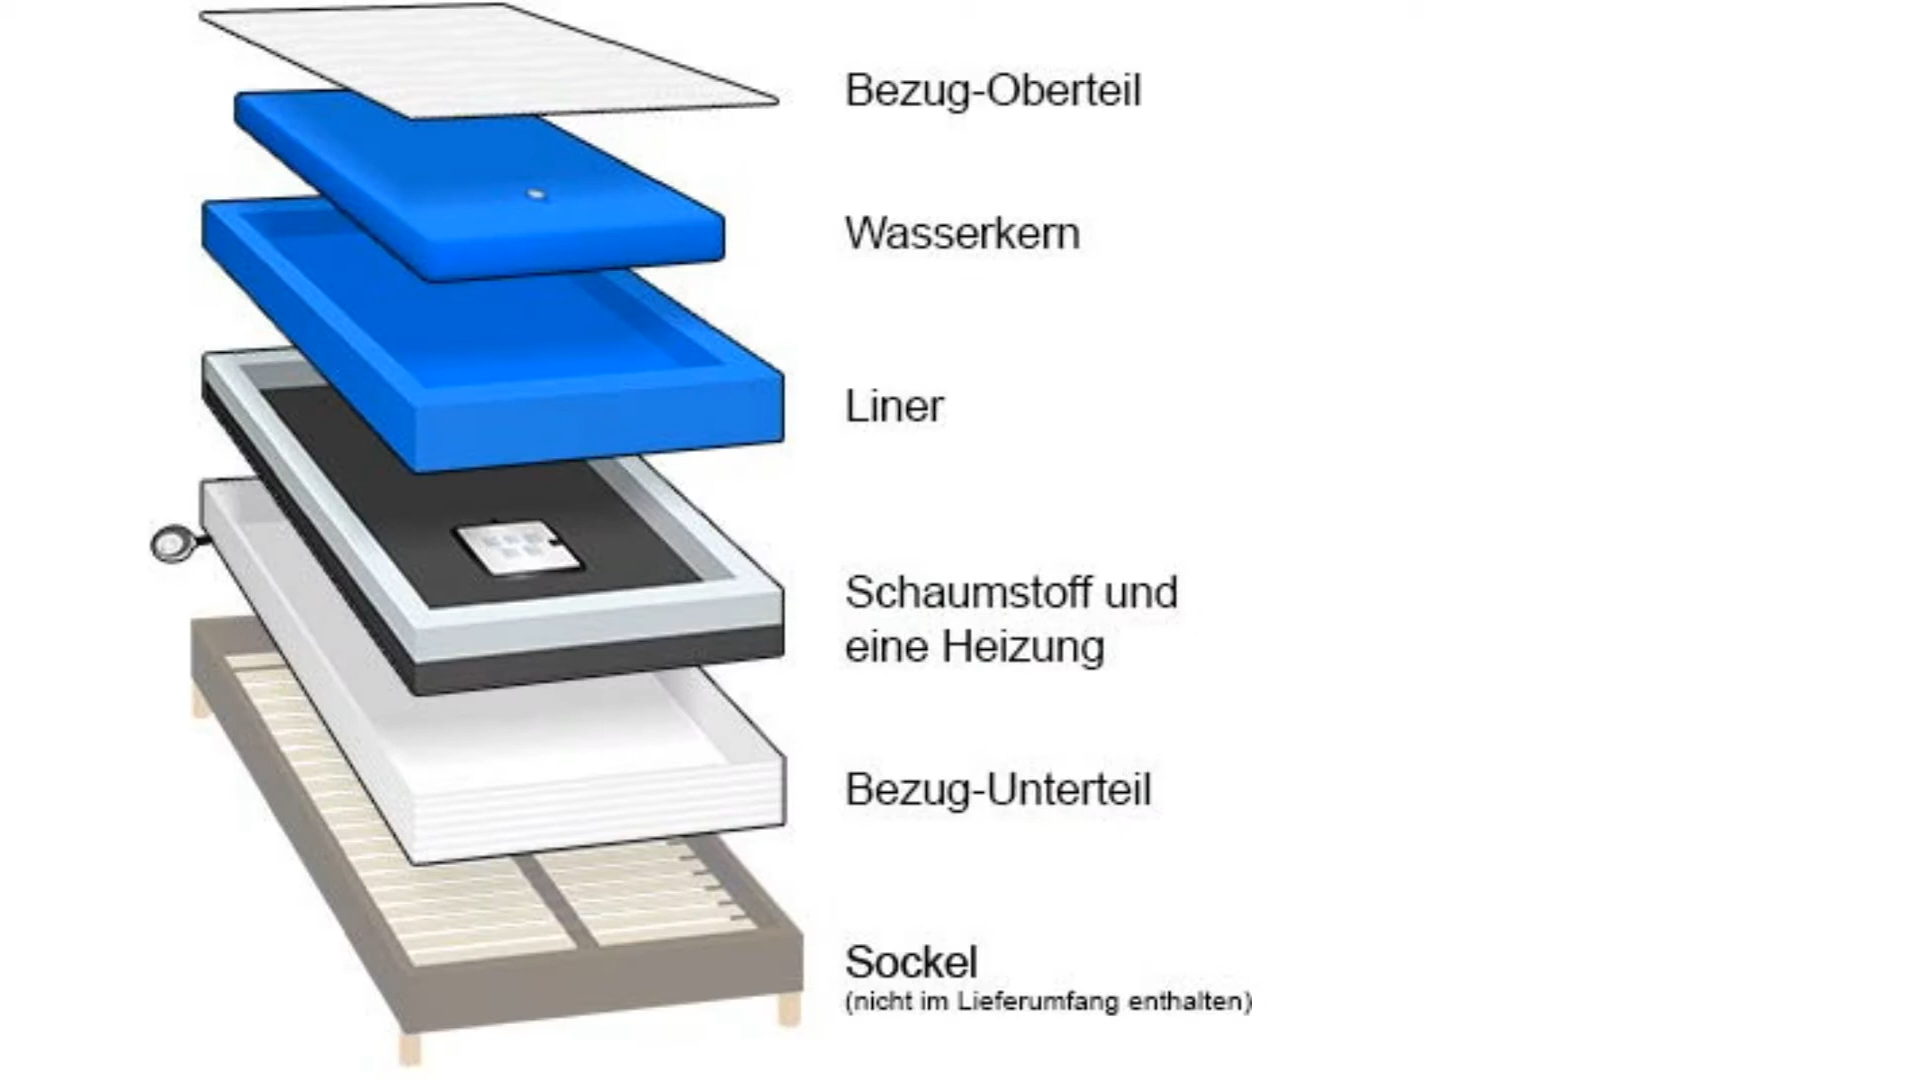 Bezug-Oberteil
Wasserkern
Liner
Schaumstoff und
eine Heizung
Bezug-Unterteil
Sockel
(nicht im Lieferumfang enthalten)